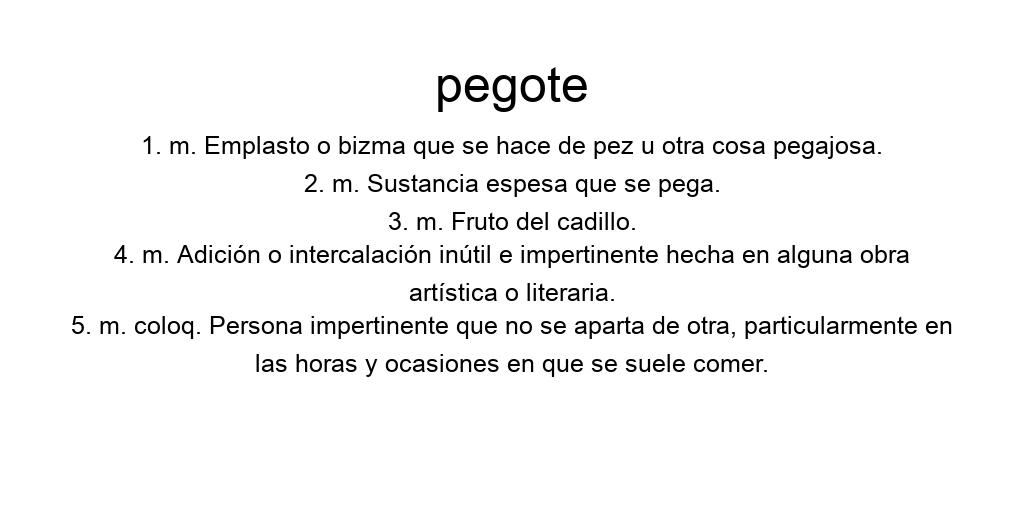 pegote
1. m. Emplasto o bizma que se hace de pez u otra cosa pegajosa.
2. m. Sustancia espesa que se pega.
3. m. Fruto del cadillo.
4. m. Adición o intercalación inútil e impertinente hecha en alguna obra
artística o literaria.
5. m. coloq. Persona impertinente que no se aparta de otra, particularmente en
las horas y ocasiones en que se suele comer.